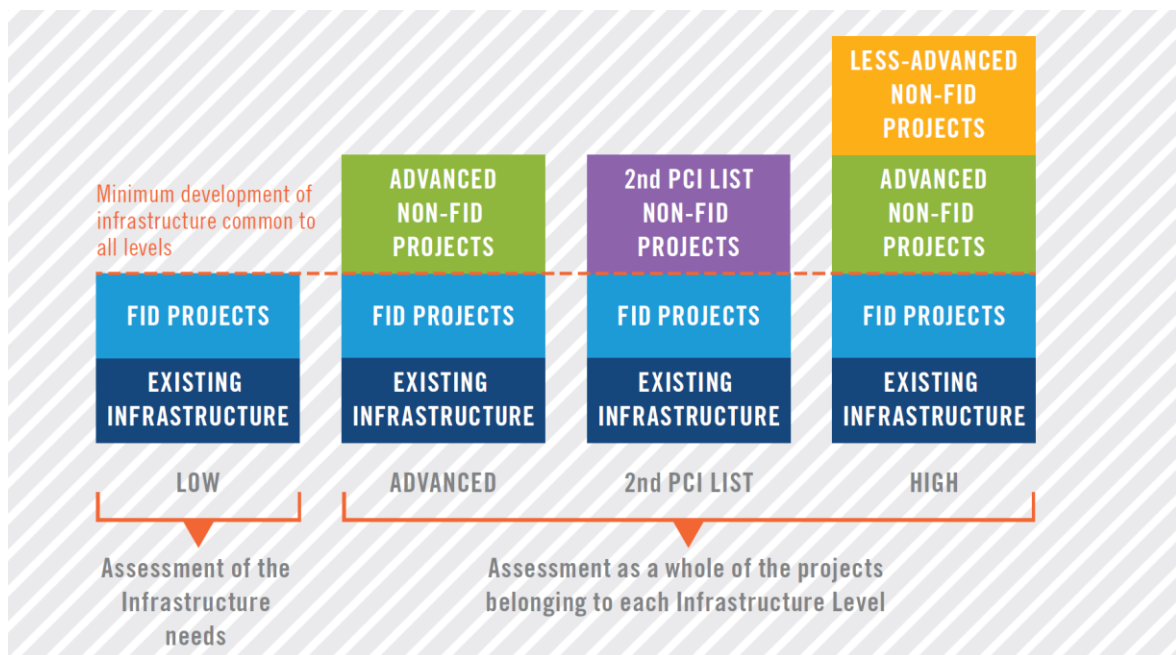 LESS-ADVANCED
NON-FID
PROJECTS
Minimum development of
infrastructure common to
all levels
ADVANCED
NON-FID
PROJECTS
2nd PCI LIST
NON-FID
PROJECTS
ADVANCED
NON-FID
PROJECTS
FID PROJECTS
FID PROJECTS
FID PROJECTS
FID PROJECTS
EXISTING
INFRASTRUCTURE
EXISTING
INFRASTRUCTURE
EXISTING
INFRASTRUCTURE
EXISTING
INFRASTRUCTURE
LOW
ADVANCED
2nd PCI LIST
HIGH
Assessment of the
Infrastructure
needs
Assessment as a whole of the projects
belonging to each Infrastructure Level